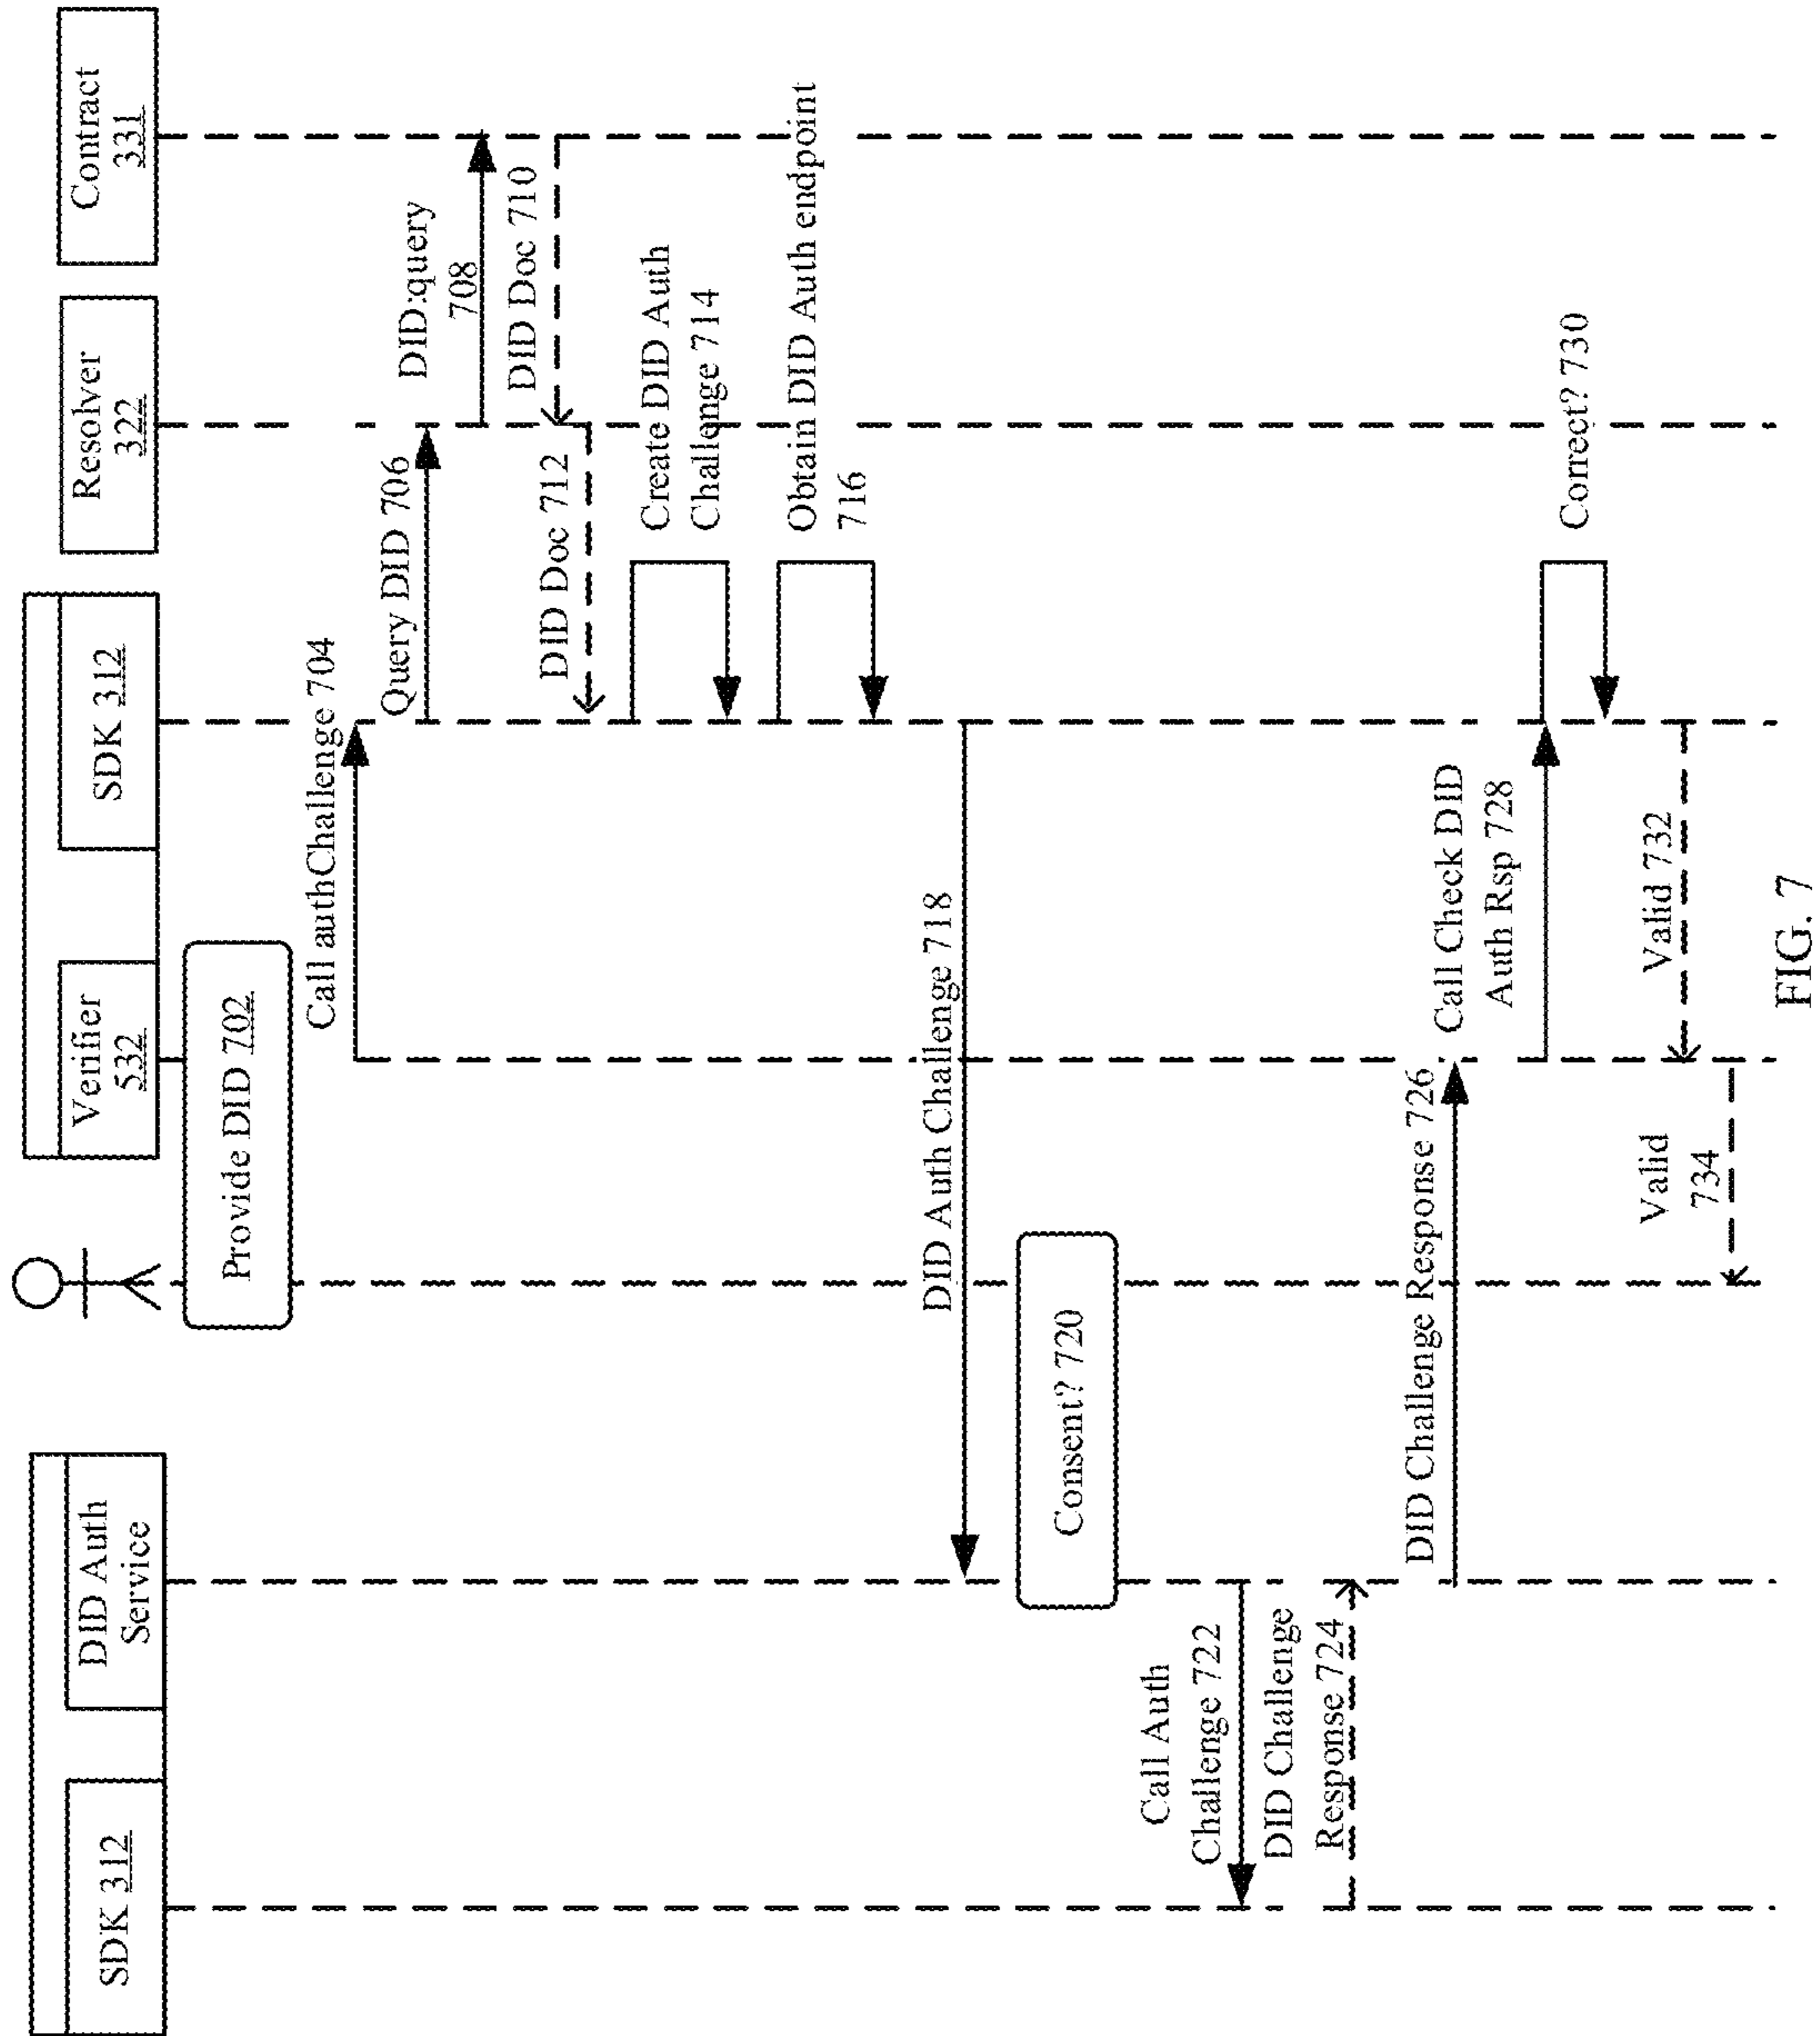 SDK 312
DID Auth
Service
Verifier
532
SDK 312
Resolver
322
Contract
331
Provide DID 702
Call authChallenge 704
Query DID 706
DID:query
708
DID Doc 710
DID Doc 712
Create DID Auth
Challenge 714
Obtain DID Auth endpoint
716
DID Auth Challenge 718
Consent? 720
Call Auth
Challenge 722
DID Challenge
Response 724
DID Challenge Response 726
Call Check DID
Auth Rsp 728
Correct? 730
Valid 732
Valid
734
FIG. 7